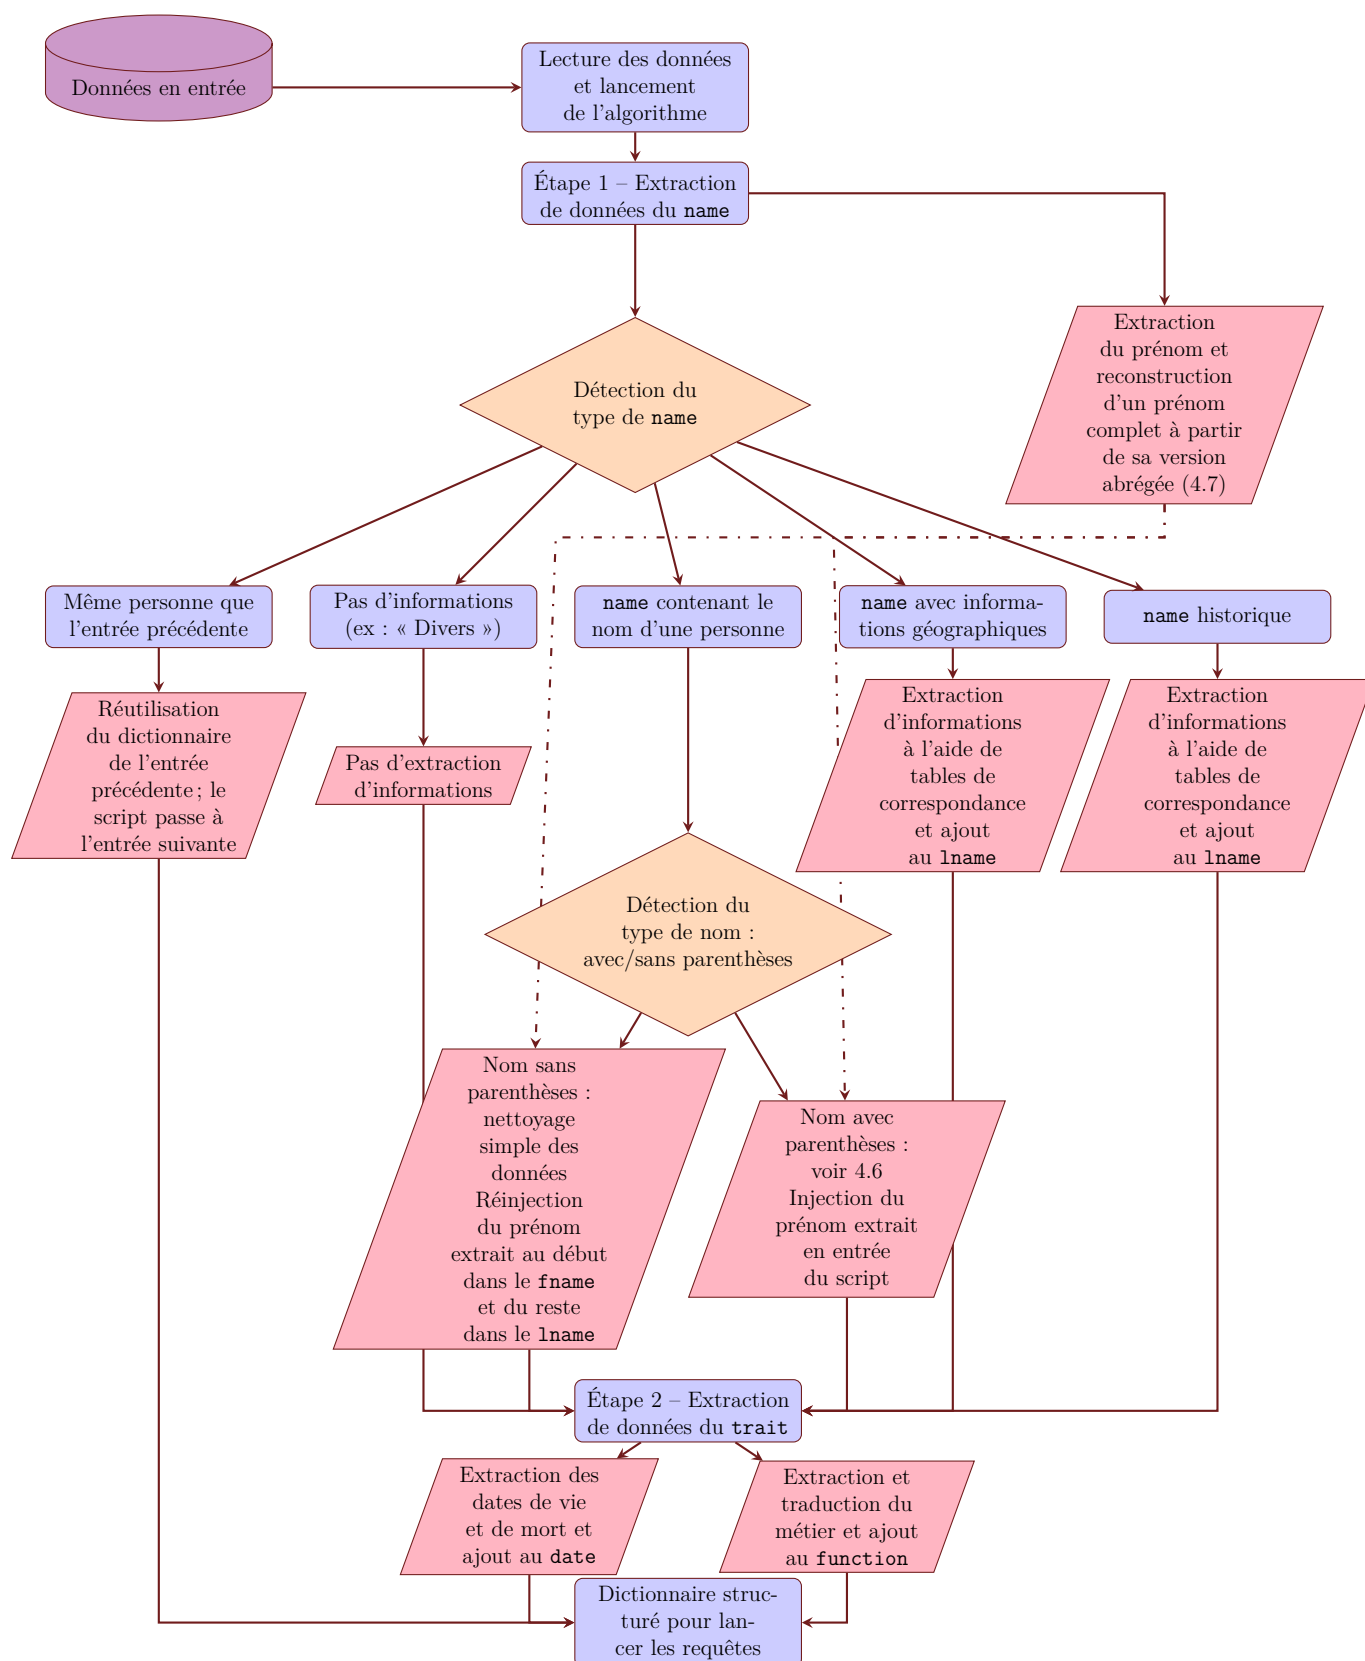 Données en entrée
Lecture des données
et lancement
de l'algorithme
Étape 1 – Extraction
de données du name
Extraction
du prénom et
reconstruction
d'un prénom
complet à partir
de sa version
abrégée (4.7)
Détection du
type de name
Même personne que
l'entrée précédente
Pas d'informations
(ex : « Divers »)
name contenant le
nom d'une personne
name avec informa-
tions géographiques
name historique
Réutilisation
du dictionnaire
de l'entrée
précédente ; le
script passe à
l'entrée suivante
Pas d'extraction
d'informations
Extraction
d'informations
à l'aide de
tables de
correspondance
et ajout
au lname
Extraction
d'informations
à l'aide de
tables de
correspondance
et ajout
au lname
Détection du
type de nom :
avec/sans parenthèses
Nom sans
parenthèses :
nettoyage
simple des
données
Réinjection
du prénom
extrait au début
dans le fname
et du reste
dans le lname
Nom avec
parenthèses :
voir 4.6
Injection du
prénom extrait
en entrée
du script
Étape 2 – Extraction
de données du trait
Extraction des
dates de vie
et de mort et
ajout au date
Extraction et
traduction du
métier et ajout
au function
Dictionnaire struc-
turé pour lan-
cer les requêtes